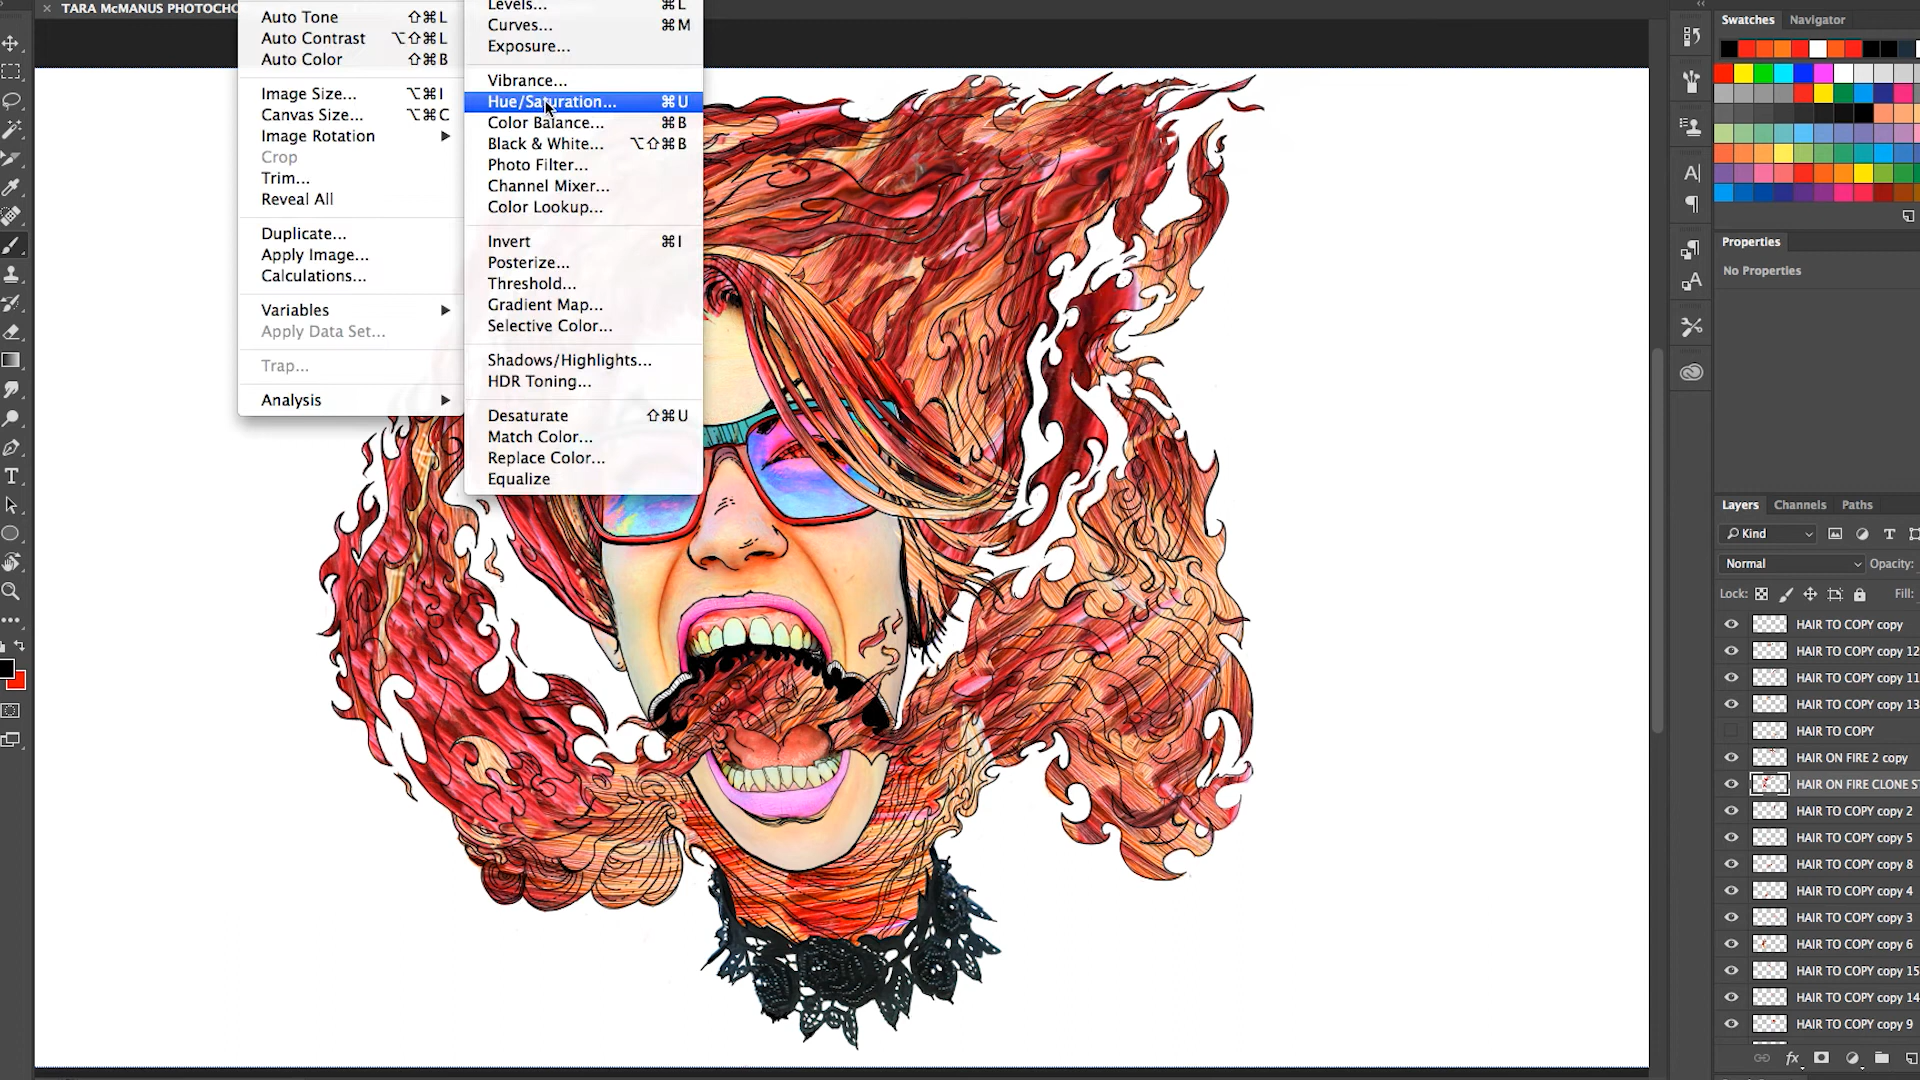 TARA McMANUS PHOTOCHO
Auto Tone ⇧⌘L
Auto Contrast ⌥⇧⌘L
Auto Color ⇧⌘B
Image Size... ⌥⌘I
Canvas Size... ⌥⌘C
Image Rotation
Crop
Trim...
Reveal All
Duplicate...
Apply Image...
Calculations...
Variables
Apply Data Set...
Trap...
Analysis
Levels... ⌘L
Curves... ⌘M
Exposure...
Vibrance...
Hue/Saturation... ⌘U
Color Balance... ⌘B
Black & White... ⌥⇧⌘B
Photo Filter...
Channel Mixer...
Color Lookup...
Invert ⌘I
Posterize...
Threshold...
Gradient Map...
Selective Color...
Shadows/Highlights...
HDR Toning...
Desaturate ⇧⌘U
Match Color...
Replace Color...
Equalize
Swatches Navigator
Properties
No Properties
Layers Channels Paths
Kind
Normal Opacity:
Lock: Fill:
HAIR TO COPY copy
HAIR TO COPY copy 12
HAIR TO COPY copy 11
HAIR TO COPY copy 13
HAIR TO COPY
HAIR ON FIRE 2 copy
HAIR ON FIRE CLONE ST
HAIR TO COPY copy 2
HAIR TO COPY copy 5
HAIR TO COPY copy 8
HAIR TO COPY copy 4
HAIR TO COPY copy 3
HAIR TO COPY copy 6
HAIR TO COPY copy 15
HAIR TO COPY copy 14
HAIR TO COPY copy 9
fx